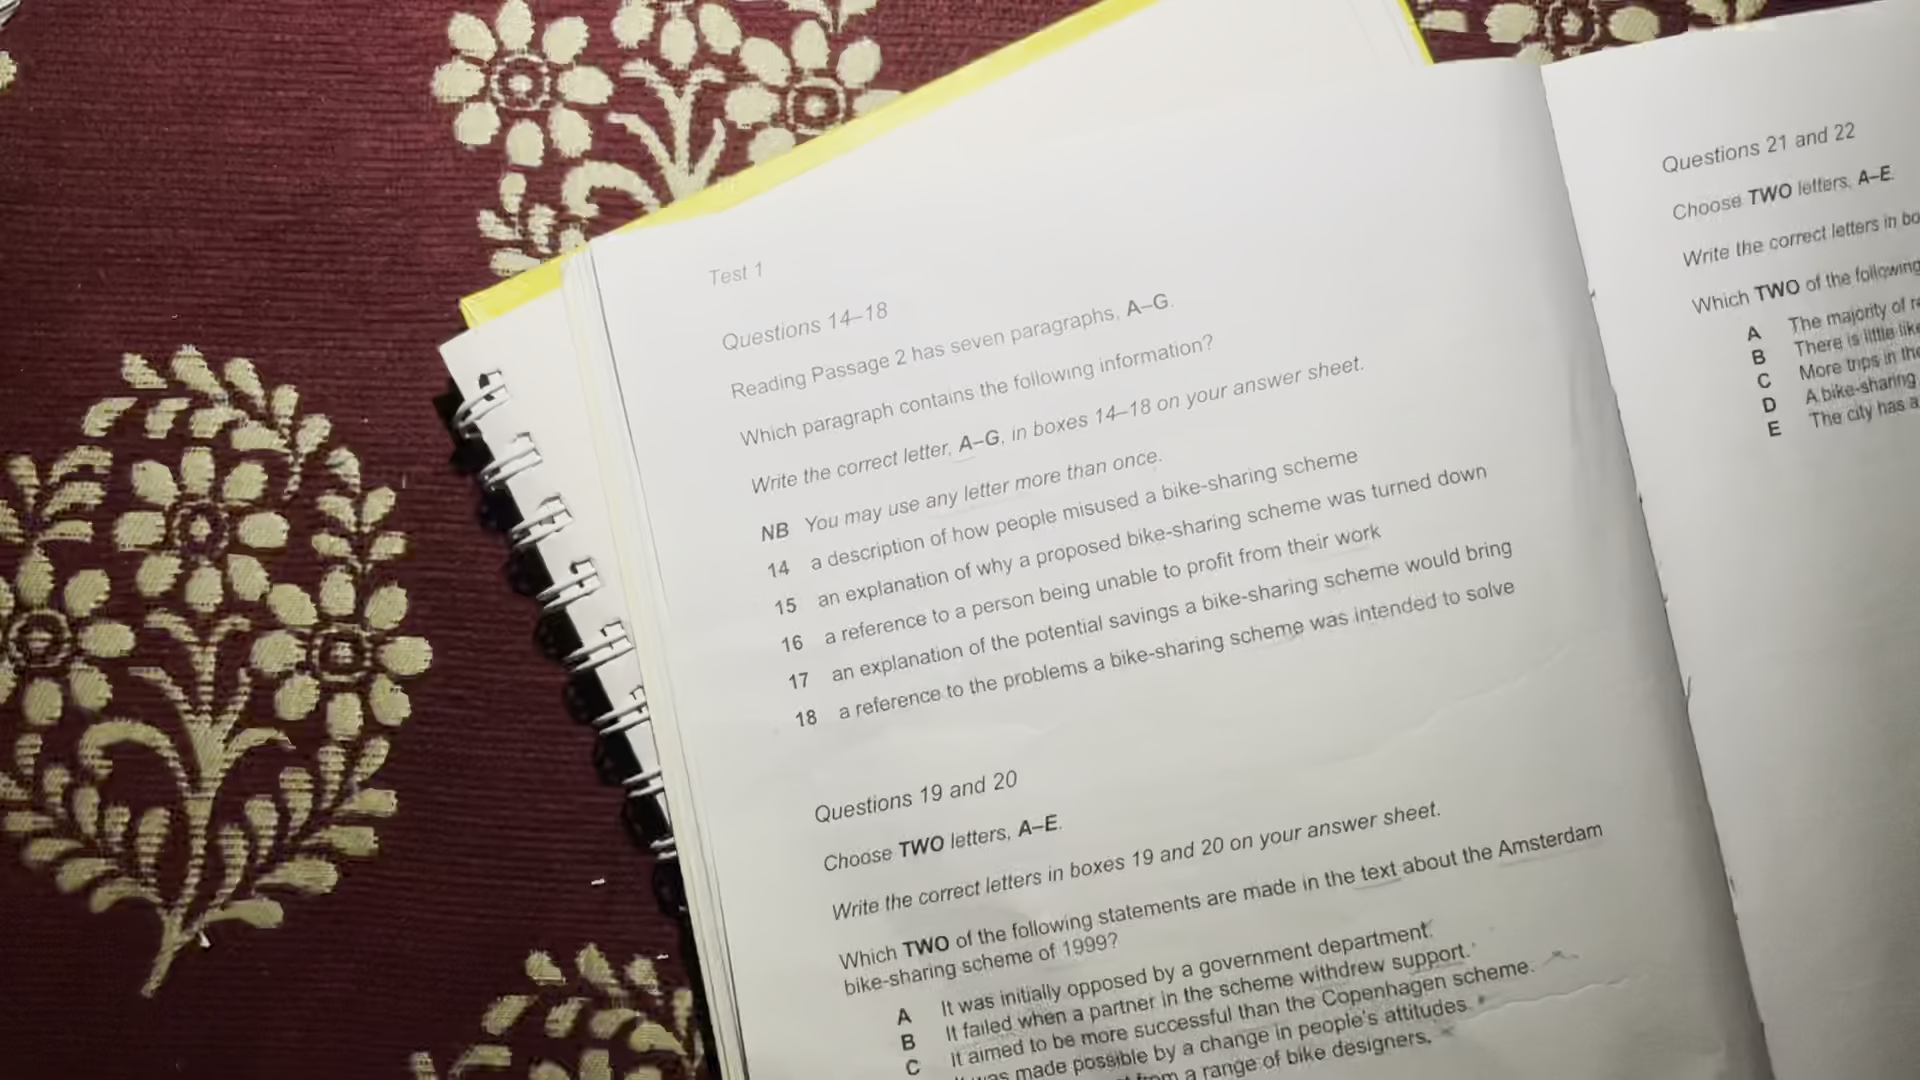 Test 1
Questions 14–18
Reading Passage 2 has seven paragraphs, A–G.
Which paragraph contains the following information?
Write the correct letter, A–G, in boxes 14–18 on your answer sheet.
NB You may use any letter more than once.
14 a description of how people misused a bike-sharing scheme
15 an explanation of why a proposed bike-sharing scheme was turned down
16 a reference to a person being unable to profit from their work
17 an explanation of the potential savings a bike-sharing scheme would bring
18 a reference to the problems a bike-sharing scheme was intended to solve
Questions 19 and 20
Choose TWO letters, A–E.
Write the correct letters in boxes 19 and 20 on your answer sheet.
Which TWO of the following statements are made in the text about the Amsterdam
bike-sharing scheme of 1999?
A It was initially opposed by a government department.
B It failed when a partner in the scheme withdrew support.
C It aimed to be more successful than the Copenhagen scheme.
was made possible by a change in people's attitudes.
from a range of bike designers.
Questions 21 and 22
Choose TWO letters, A–E.
Write the correct letters in
Which TWO of the following
A The majority of
B There is little
C More trips in
D A bike-sharing
E The city has a